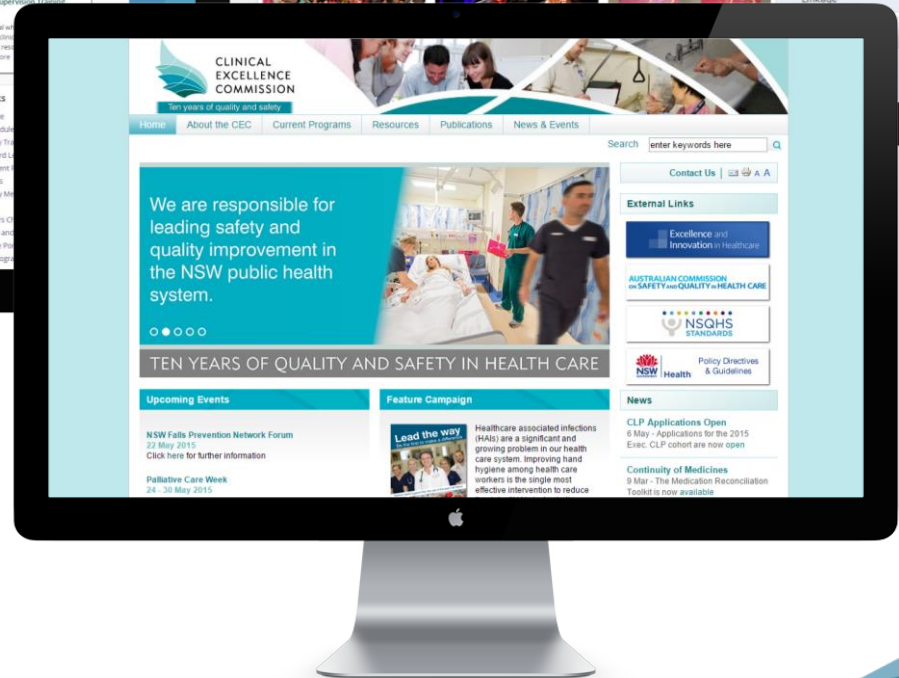 Supervision Training
Linkage
CLINICAL
EXCELLENCE
COMMISSION
Ten years of quality and safety
Home About the CEC Current Programs Resources Publications News & Events
Search enter keywords here
Contact Us | A A
We are responsible for
leading safety and
quality improvement in
the NSW public health
system.
TEN YEARS OF QUALITY AND SAFETY IN HEALTH CARE
External Links
Excellence and
Innovation in Healthcare
AUSTRALIAN COMMISSION
ON SAFETY AND QUALITY IN HEALTH CARE
NSQHS
STANDARDS
NSW Health
Policy Directives
& Guidelines
Upcoming Events
NSW Falls Prevention Network Forum
22 May 2015
Click here for further information
Palliative Care Week
24 - 30 May 2015
Feature Campaign
Lead the way
Healthcare associated infections
(HAIs) are a significant and
growing problem in our health
care system. Improving hand
hygiene among health care
workers is the single most
effective intervention to reduce
News
CLP Applications Open
6 May - Applications for the 2015
Exec. CLP cohort are now open
Continuity of Medicines
9 Mar - The Medication Reconciliation
Toolkit is now available